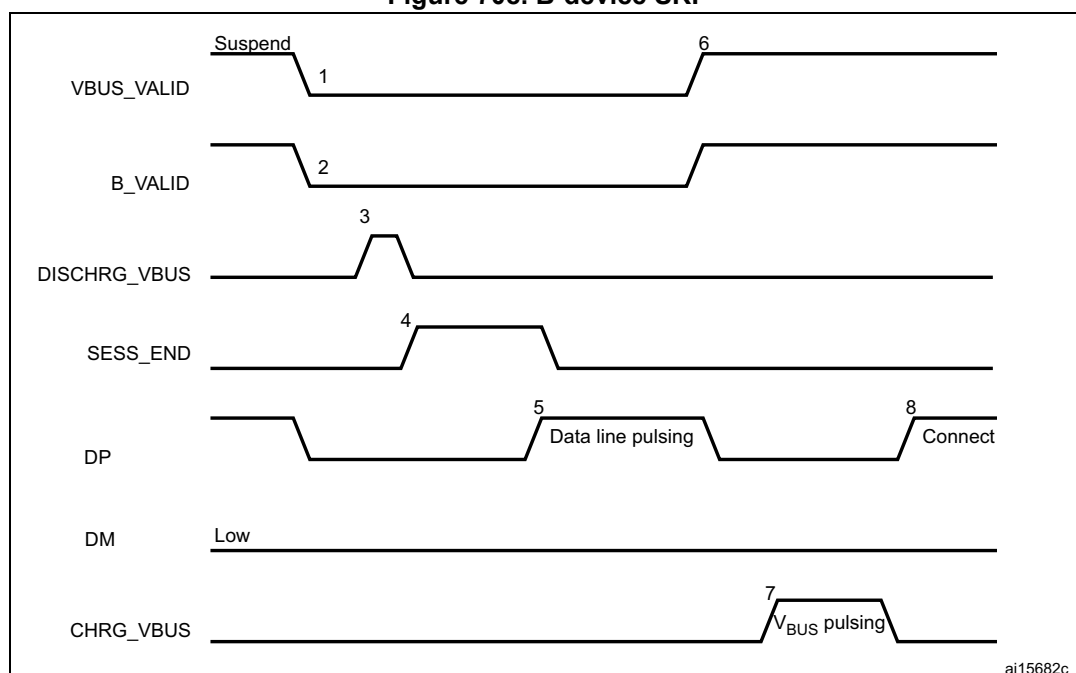 Suspend
6
VBUS_VALID
1
B_VALID
2
3
DISCHRG_VBUS
4
SESS_END
5
8
Data line pulsing
Connect
DP
DM
Low
7
VBUS pulsing
CHRG_VBUS
ai15682c